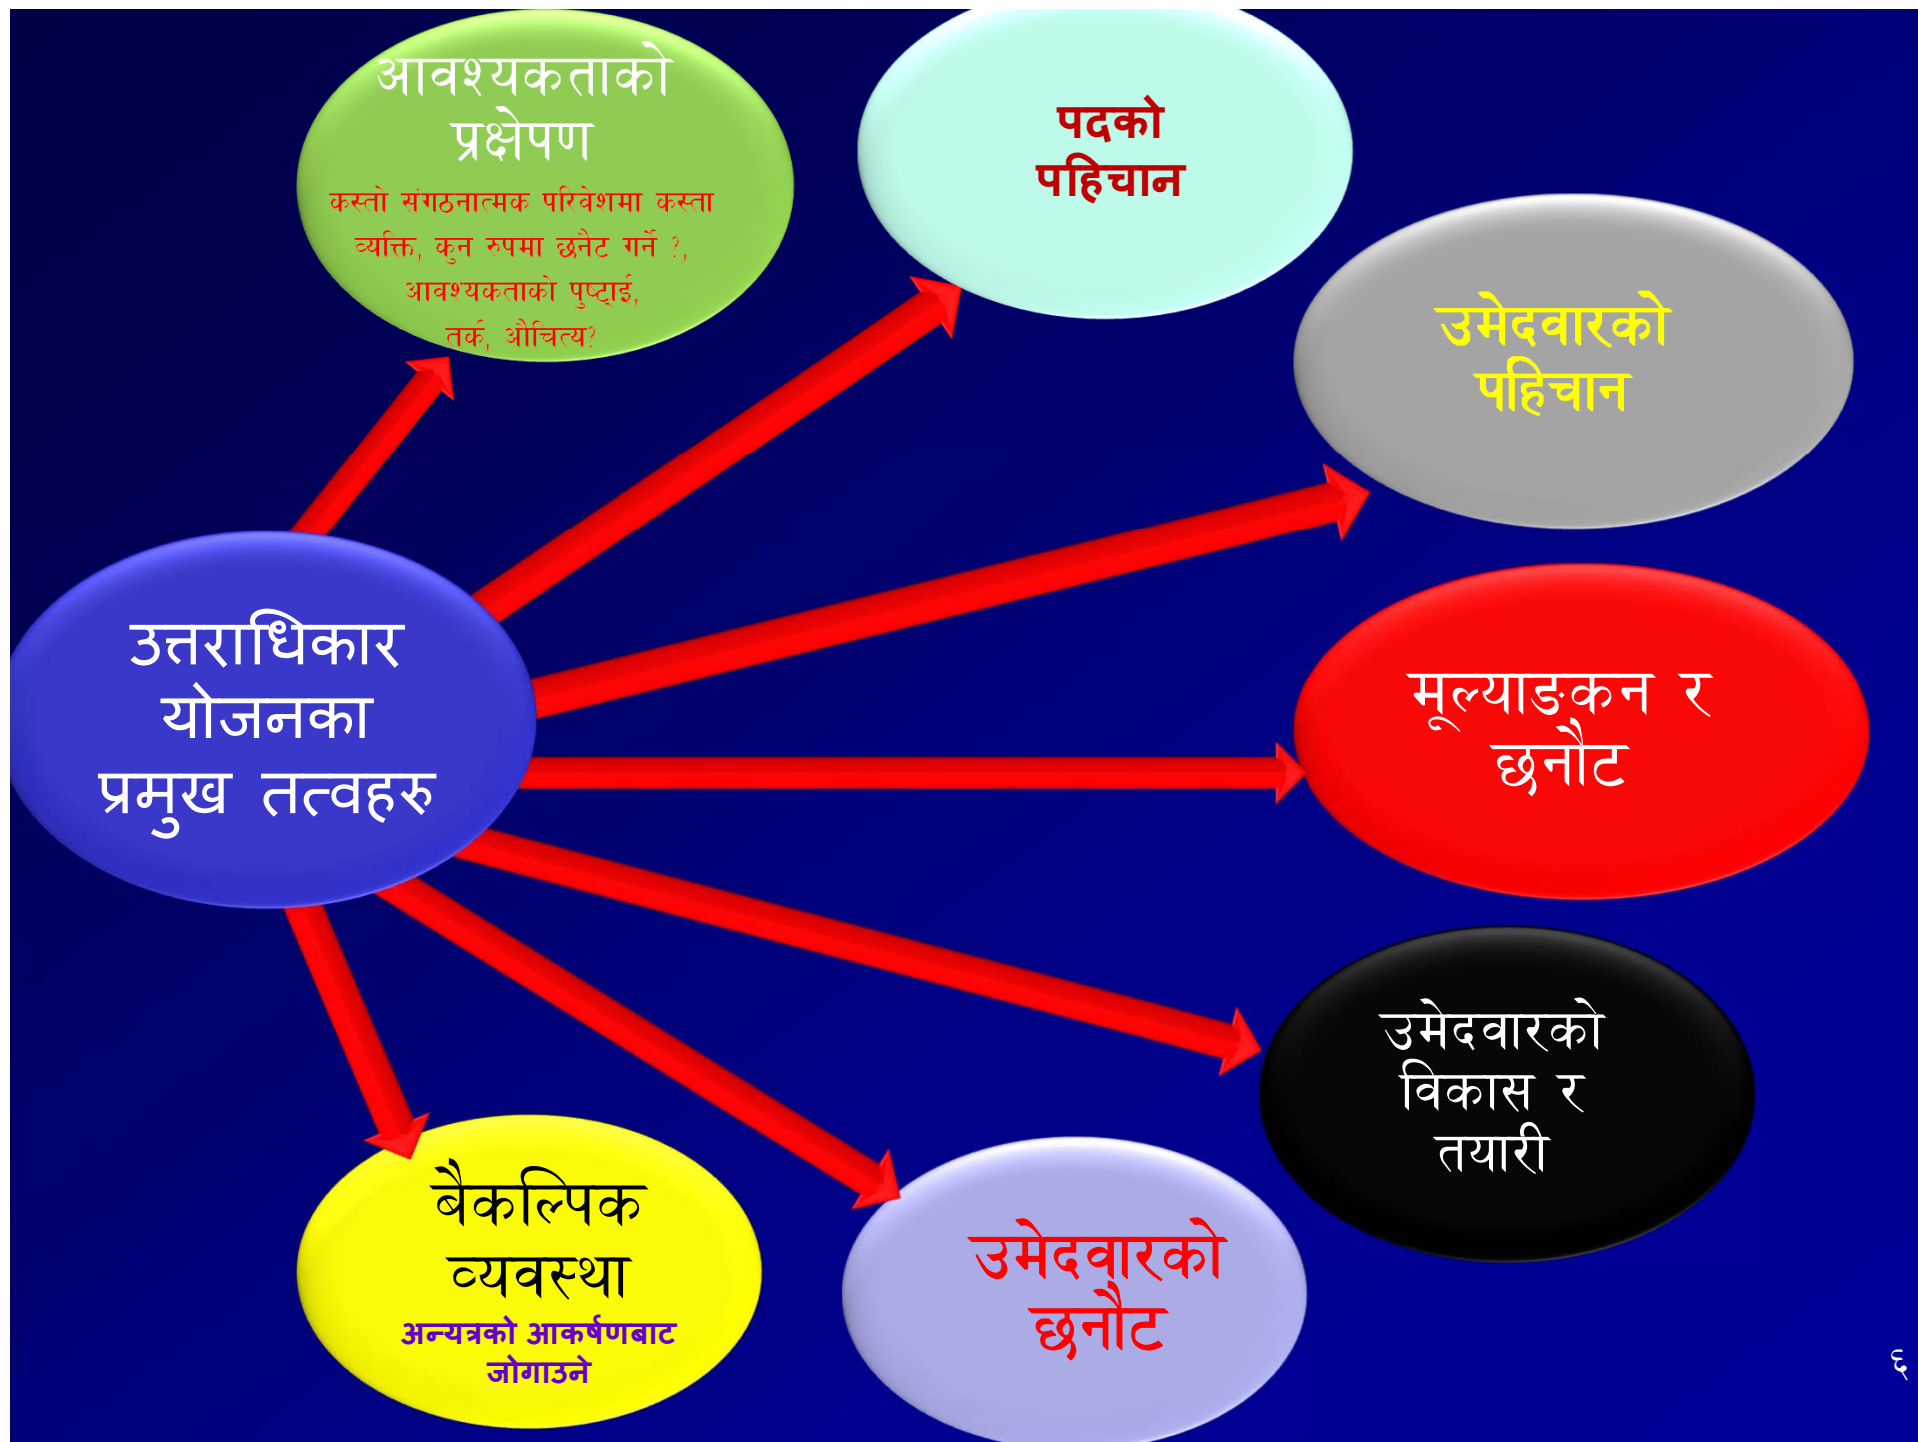 आवश्यकताको
प्रक्षेपण
कस्तो संगठनात्मक परिवेशमा कस्ता
व्यक्ति, कुन रुपमा छनैट गर्ने ?,
आवश्यकताको पुष्ट्राई,
तर्क, औचित्य?
पदको
पहिचान
उमेदवारको
पहिचान
उत्तराधिकार
योजनका
प्रमुख तत्वहरु
मूल्याङकन र
छनौट
उमेदवारको
विकास र
तयारी
बैकल्पिक
व्यवस्था
अन्यत्रको आकर्षणबाट
जोगाउने
उमेदवारको
छनौट
६